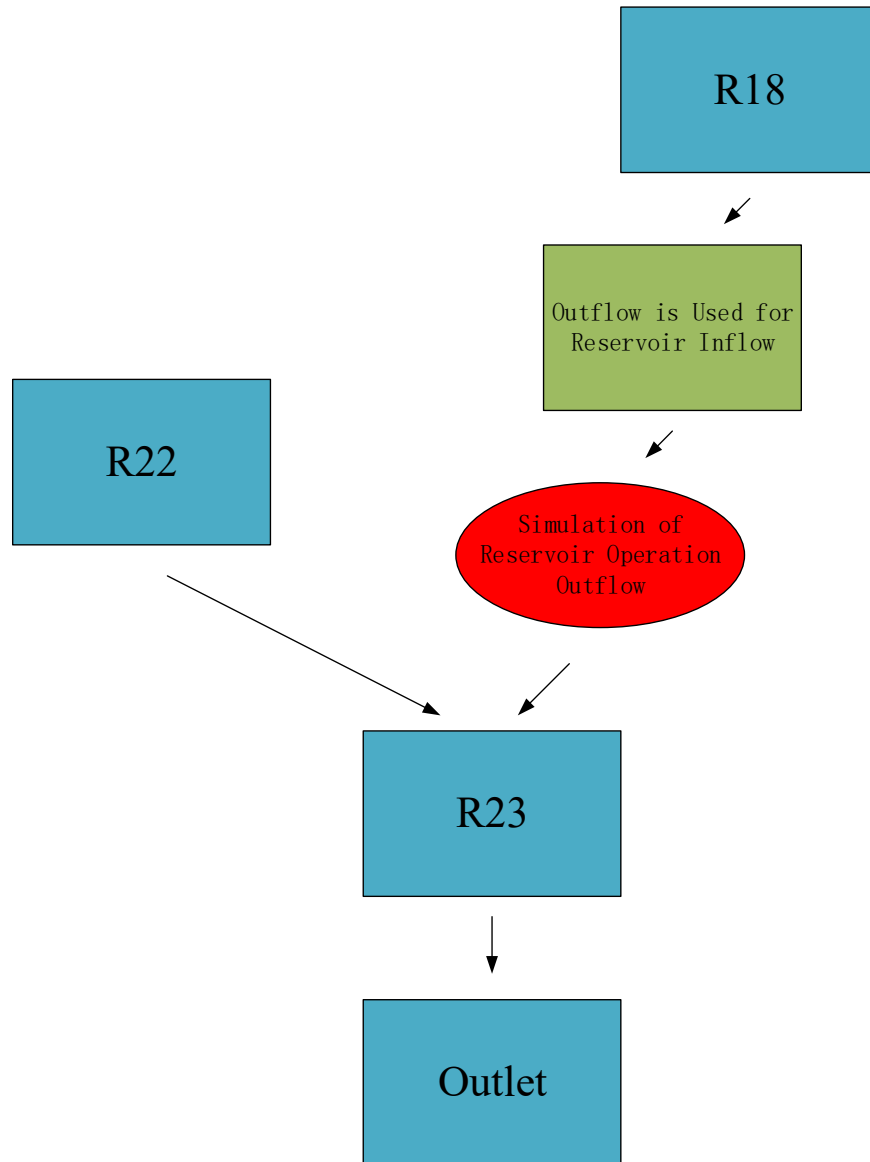 R18
Outflow is Used for
Reservoir Inflow
R22
Simulation of
Reservoir Operation
Outflow
R23
Outlet